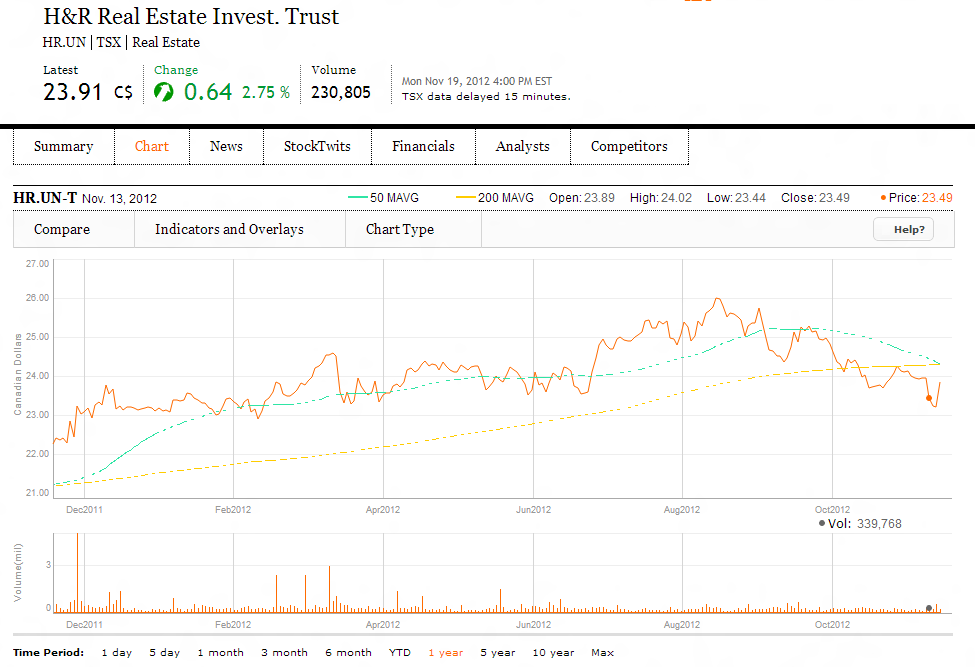 H&R Real Estate Invest. Trust
HR.UN | TSX | Real Estate
Latest Change Volume
23.91 C$ 0.64 2.75 % 230,805
Mon Nov 19, 2012 4:00 PM EST
TSX data delayed 15 minutes.
Summary Chart News StockTwits Financials Analysts Competitors
HR.UN-T Nov. 13, 2012 50 MAVG 200 MAVG Open: 23.89 High: 24.02 Low: 23.44 Close: 23.49 Price: 23.49
Compare Indicators and Overlays Chart Type Help?
27.00
26.00
25.00
24.00
23.00
22.00
21.00
Canadian Dollars
Dec2011 Feb2012 Apr2012 Jun2012 Aug2012 Oct2012
Vol: 339,768
3
0
Volume(mil)
Dec2011 Feb2012 Apr2012 Jun2012 Aug2012 Oct2012
Time Period: 1 day 5 day 1 month 3 month 6 month YTD 1 year 5 year 10 year Max